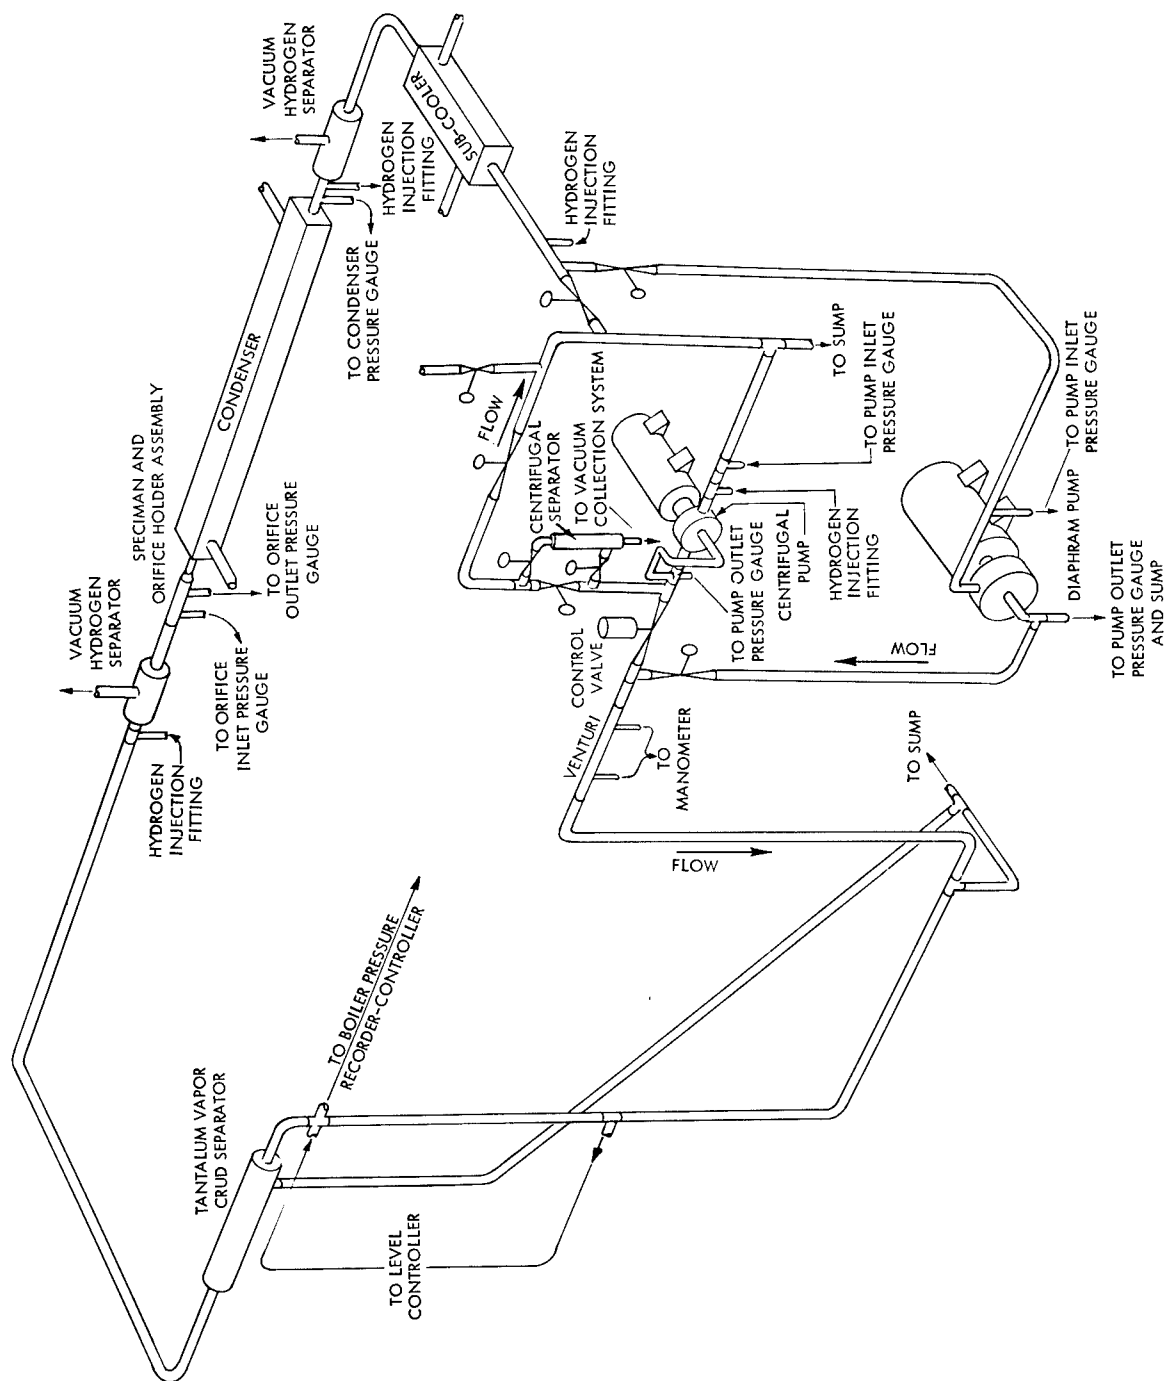 VACUUM
HYDROGEN
SEPARATOR
SUB-COOLER
HYDROGEN
INJECTION
FITTING
HYDROGEN
INJECTION
FITTING
TO CONDENSER
PRESSURE GAUGE
CONDENSER
SPECIMAN AND
ORIFICE HOLDER ASSEMBLY
TO ORIFICE
OUTLET PRESSURE
GAUGE
VACUUM
HYDROGEN
SEPARATOR
TO ORIFICE
INLET PRESSURE
GAUGE
HYDROGEN
INJECTION
FITTING
FLOW
CENTRIFUGAL
SEPARATOR
TO VACUUM
COLLECTION SYSTEM
TO SUMP
TO PUMP INLET
PRESSURE GAUGE
HYDROGEN
INJECTION
FITTING
CENTRIFUGAL
PUMP
TO PUMP OUTLET
PRESSURE GAUGE
CONTROL
VALVE
VENTURI
TO
MANOMETER
FLOW
TO PUMP INLET
PRESSURE GAUGE
DIAPHRAM PUMP
TO PUMP OUTLET
PRESSURE GAUGE
AND SUMP
TO SUMP
FLOW
TO BOILER PRESSURE
RECORDER-CONTROLLER
TANTALUM VAPOR
CRUD SEPARATOR
TO LEVEL
CONTROLLER